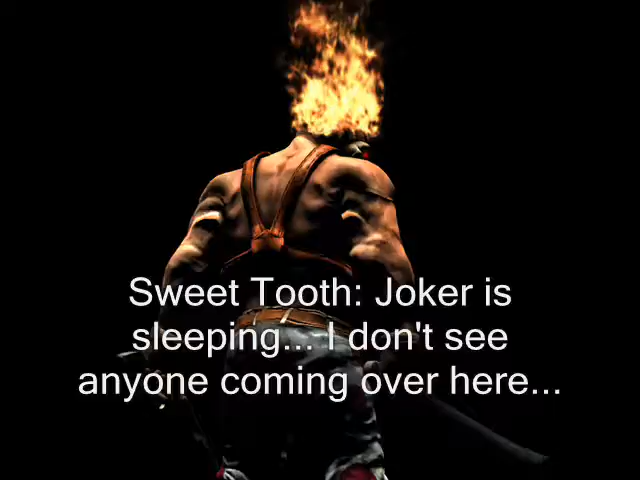 Sweet Tooth: Joker is
sleeping... I don't see
anyone coming over here...